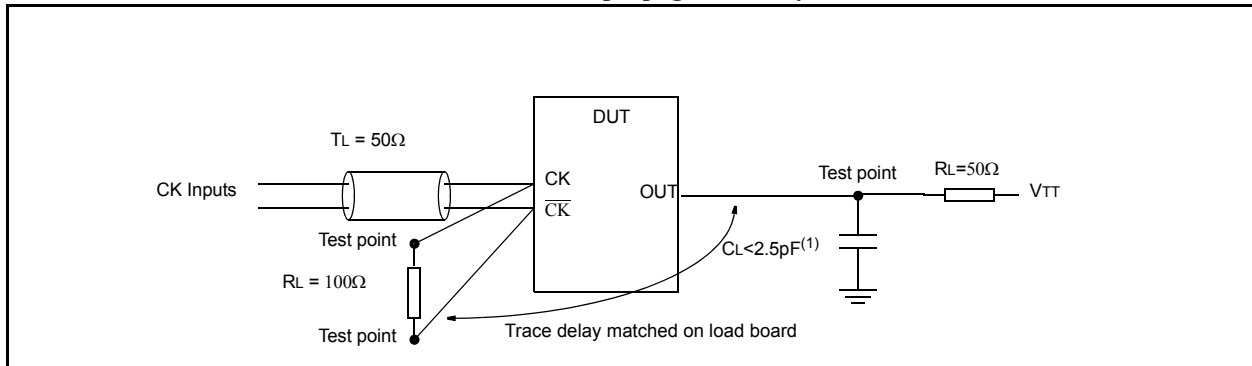 DUT
TL = 50Ω
CK Inputs
CK
CK
OUT
Test point
RL=50Ω
VTT
Test point
CL<2.5pF(1)
RL = 100Ω
Test point
Trace delay matched on load board